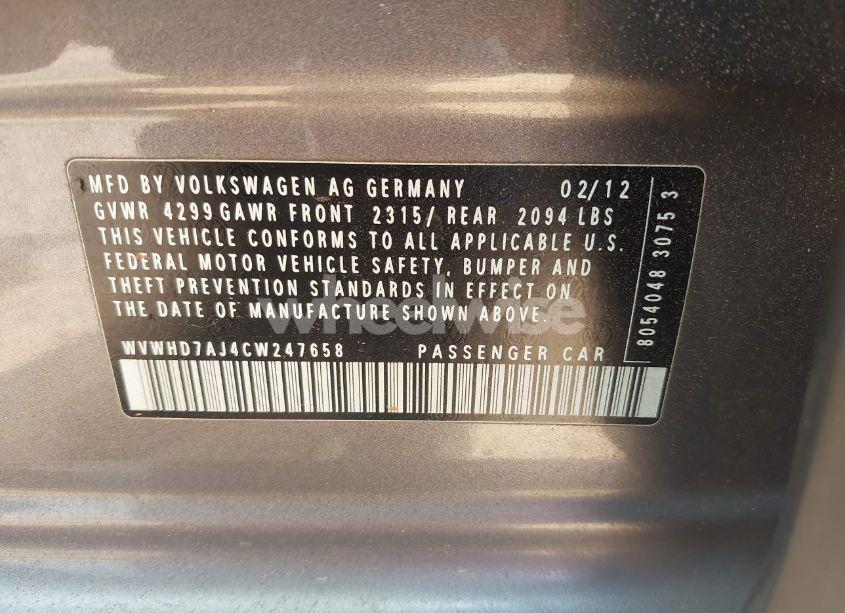 MFD BY VOLKSWAGEN AG GERMANY 02/12
GVWR 4299 GAWR FRONT 2315/ REAR 2094 LBS
THIS VEHICLE CONFORMS TO ALL APPLICABLE U.S.
FEDERAL MOTOR VEHICLE SAFETY, BUMPER AND
THEFT PREVENTION STANDARDS IN EFFECT ON
THE DATE OF MANUFACTURE SHOWN ABOVE.
WVWHD7AJ4CW247658 PASSENGER CAR
8054048 3075 3
wheelwise